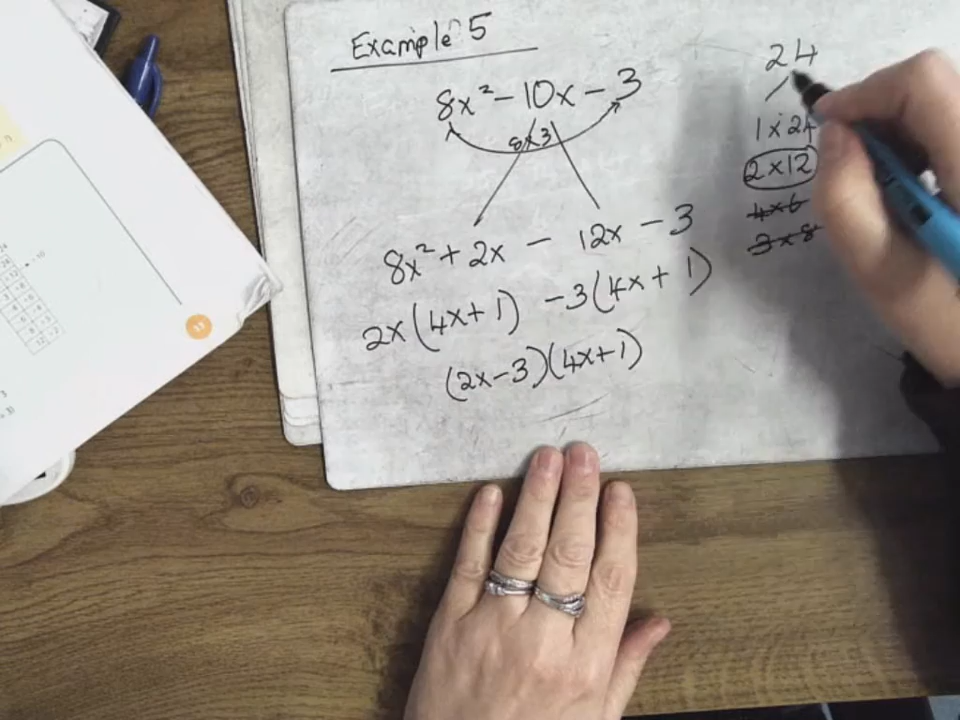 Example 5
8x² - 10x - 3
8x3
8x² + 2x - 12x - 3
2x(4x+1) -3(4x+1)
(2x-3)(4x+1)
24
1x24
2x12
4x6
3x8